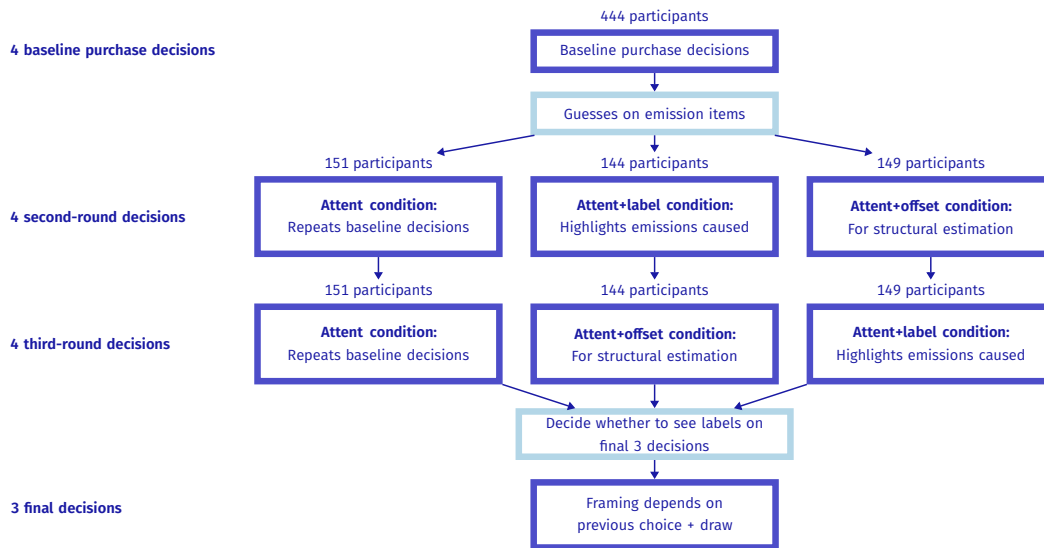 444 participants
4 baseline purchase decisions
Baseline purchase decisions
Guesses on emission items
151 participants
144 participants
149 participants
4 second-round decisions
Attent condition:
Repeats baseline decisions
Attent+label condition:
Highlights emissions caused
Attent+offset condition:
For structural estimation
151 participants
144 participants
149 participants
4 third-round decisions
Attent condition:
Repeats baseline decisions
Attent+offset condition:
For structural estimation
Attent+label condition:
Highlights emissions caused
Decide whether to see labels on
final 3 decisions
3 final decisions
Framing depends on
previous choice + draw